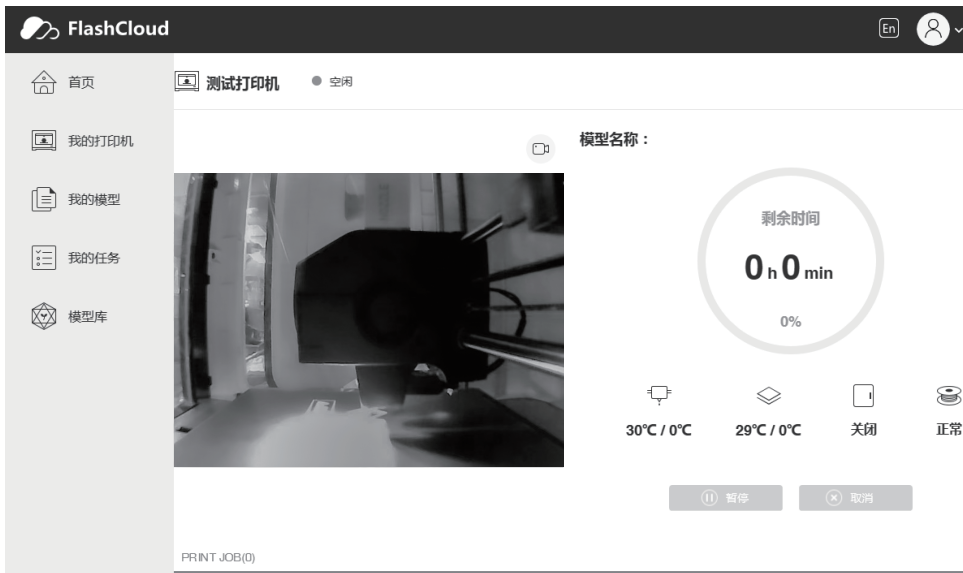 FlashCloud
En
首页
测试打印机
空闲
我的打印机
模型名称：
我的模型
剩余时间
我的任务
0 h 0 min
模型库
0%
30℃ / 0℃
29℃ / 0℃
关闭
正常
暂停
取消
PRINT JOB(0)